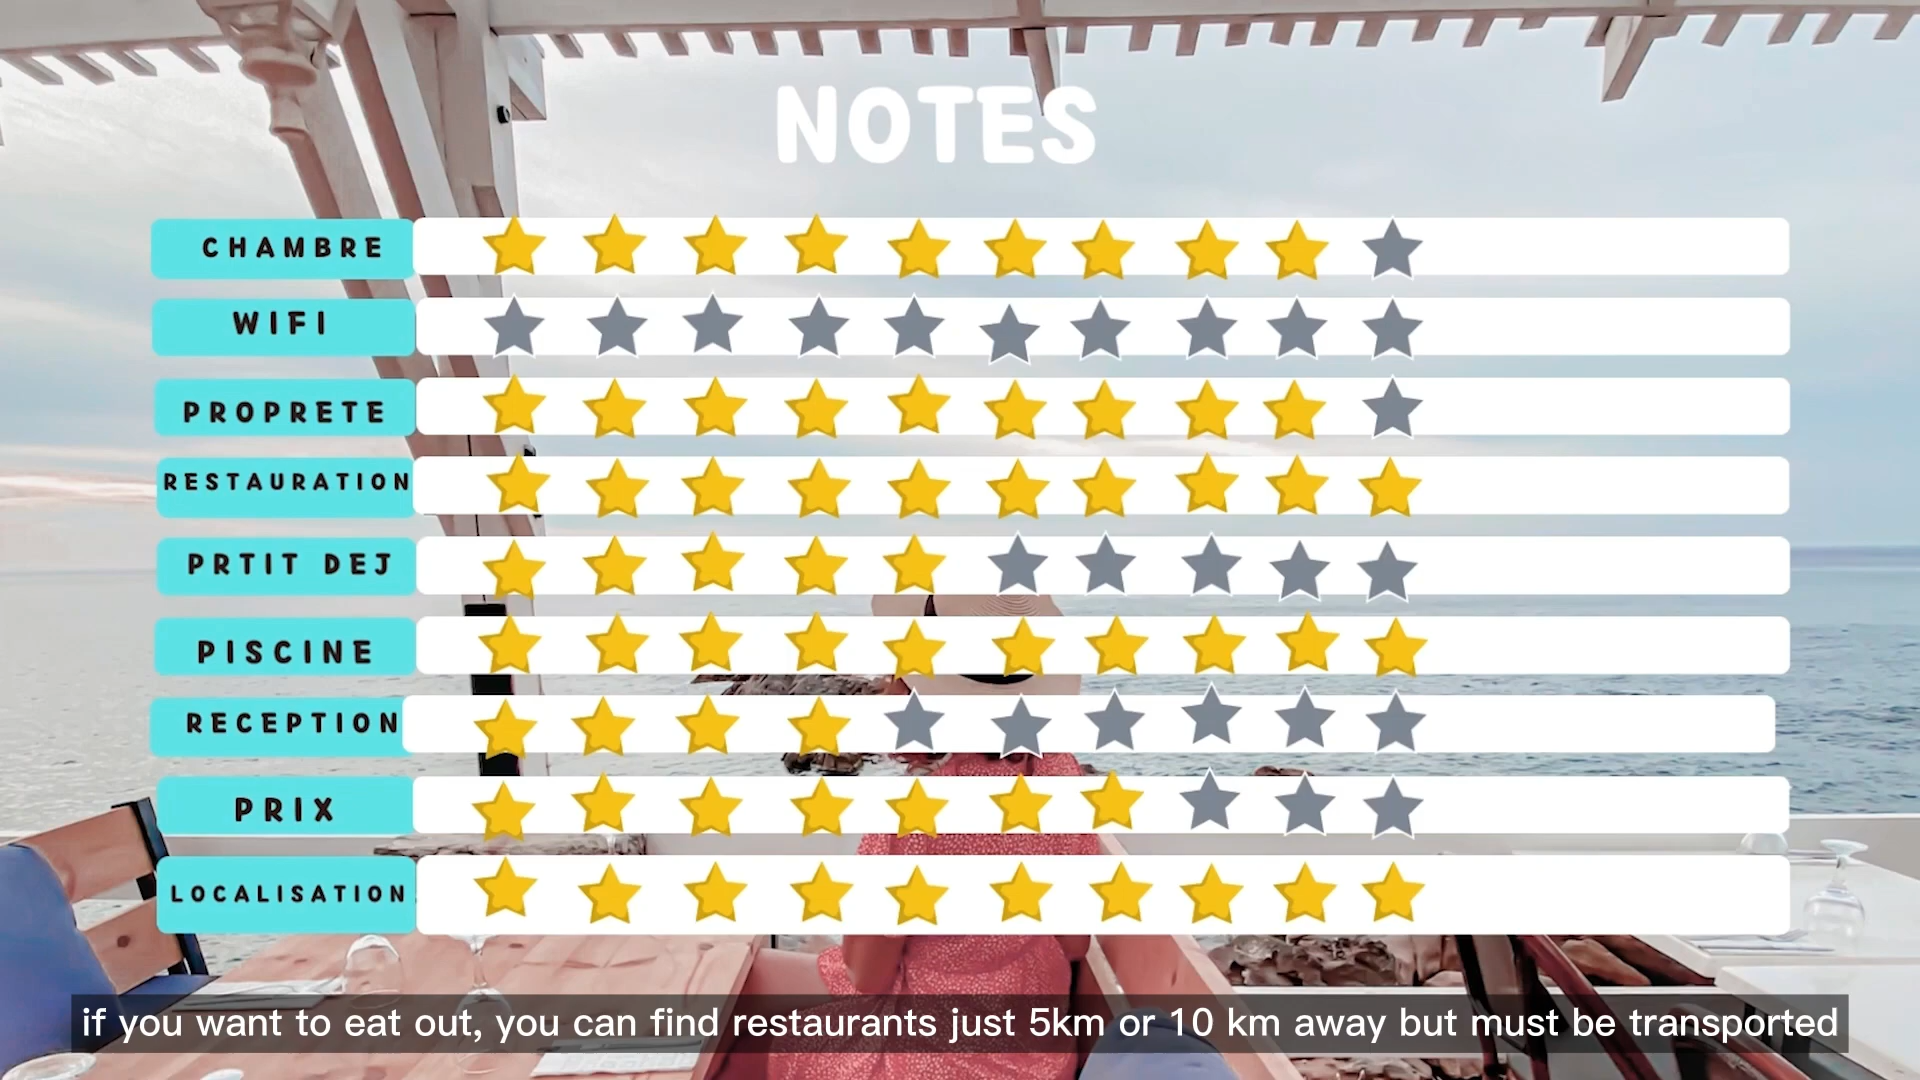 NOTES
CHAMBRE
WIFI
PROPRETE
RESTAURATION
PRTIT DEJ
PISCINE
RECEPTION
PRIX
LOCALISATION
if you want to eat out, you can find restaurants just 5km or 10 km away but must be transported